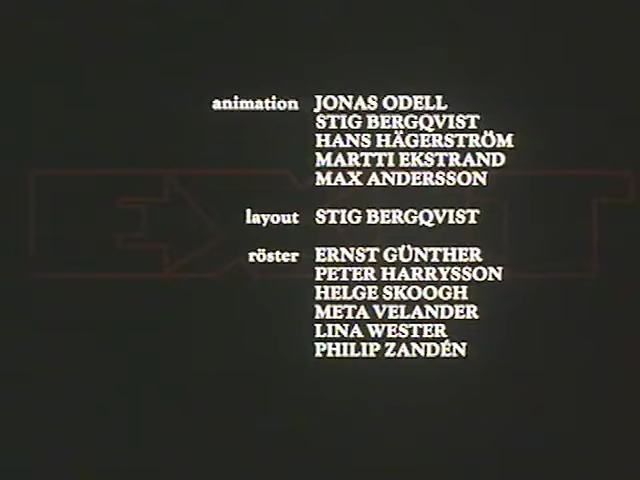 animation JONAS ODELL
STIG BERGQVIST
HANS HÄGERSTRÖM
MARTTI EKSTRAND
MAX ANDERSSON
layout STIG BERGQVIST
röster ERNST GÜNTHER
PETER HARRYSSON
HELGE SKOOGH
META VELANDER
LINA WESTER
PHILIP ZANDÉN
EXIT